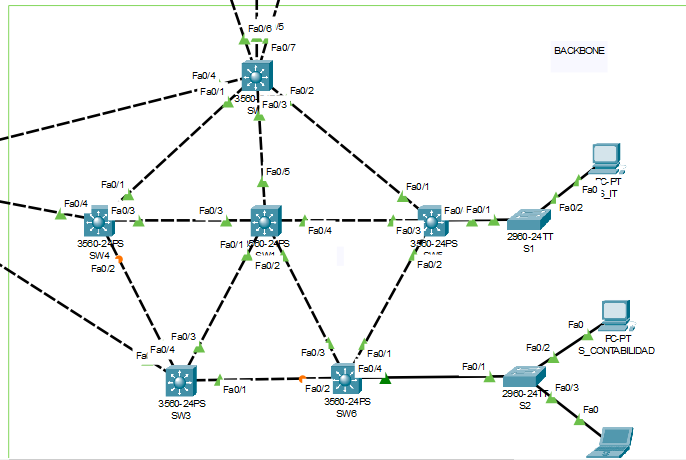 Fa0/6
/5
Fa0/7
BACKBONE
Fa0/4
Fa0/1
Fa0/2
3560-
Fa0/3
SW
Fa0/5
PC-PT
S_IT
Fa0
Fa0/2
Fa0/1
Fa0/1
Fa0/4
Fa0/3
Fa0/3
Fa0/4
Fa0/3
Fa0/
Fa0/1
3560-24PS
SW4
Fa0/2
Fa0/1
3560-24PS
SW1
Fa0/2
3560-24PS
SW5
Fa0/2
2960-24TT
S1
Fa0
PC-PT
S_CONTABILIDAD
Fa0/2
Fa0/3
Fa0/4
Fa
Fa0/3
Fa0/1
Fa0/4
Fa0/1
Fa0/1
Fa0/2
3560-24PS
SW3
3560-24PS
SW6
2960-24TT
S2
Fa0/3
Fa0